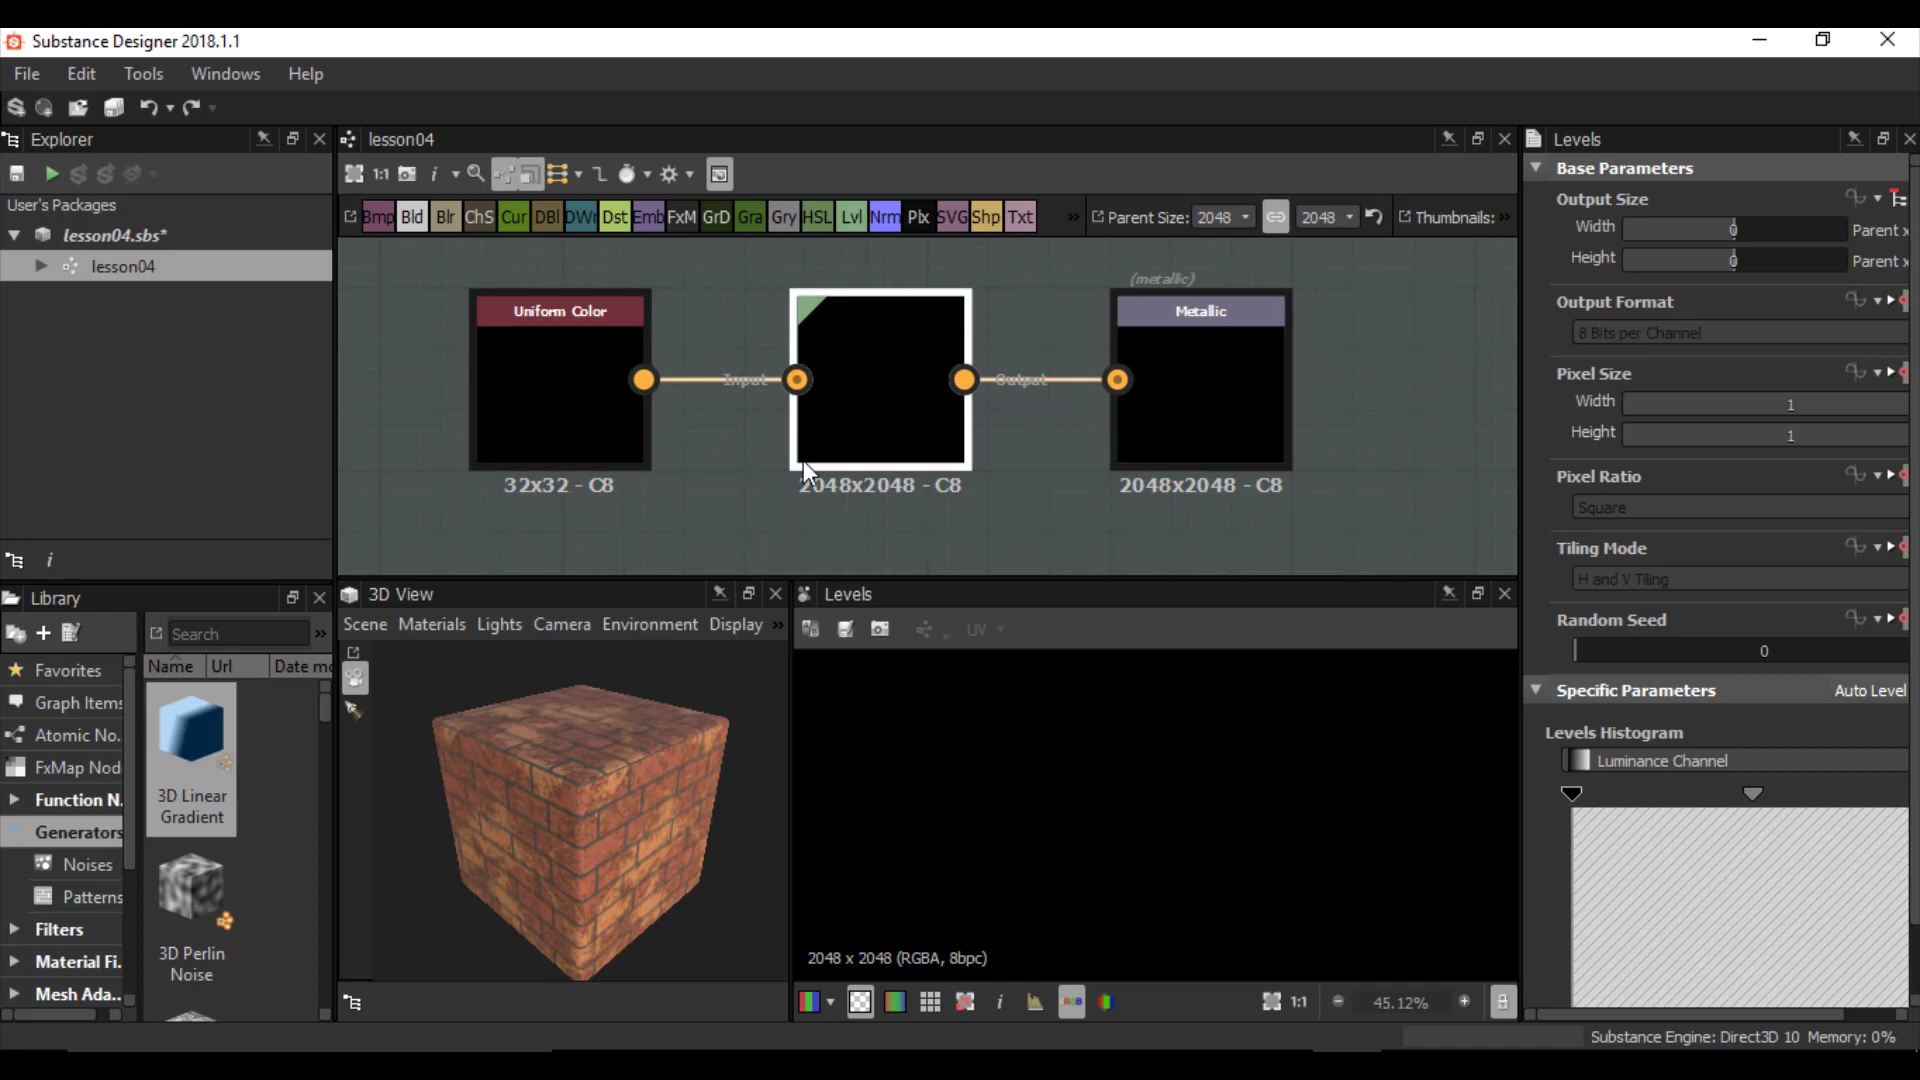 Substance Designer 2018.1.1
File Edit Tools Windows Help
Explorer
User's Packages
lesson04.sbs*
lesson04
lesson04
1:1
Bmp Bld Blr ChS Cur DBl DWr Dst Emb FxM GrD Gra Gry HSL Lvl Nrm Plx SVG Shp Txt
Parent Size: 2048 2048 Thumbnails:
(metallic)
Uniform Color
Metallic
Input
Output
32x32 - C8
2048x2048 - C8
2048x2048 - C8
Library
Search
Name Url Date mo
Favorites
Graph Items
Atomic No..
FxMap Nod
Function N.
Generators
Noises
Patterns
Filters
Material Fi..
Mesh Ada..
3D Linear
Gradient
3D Perlin
Noise
3D View
Scene Materials Lights Camera Environment Display
Levels
UV
2048 x 2048 (RGBA, 8bpc)
RGB
1:1
45.12%
Levels
Base Parameters
Output Size
Width 0 Parent x
Height 0 Parent x
Output Format
8 Bits per Channel
Pixel Size
Width 1
Height 1
Pixel Ratio
Square
Tiling Mode
H and V Tiling
Random Seed
0
Specific Parameters Auto Level
Levels Histogram
Luminance Channel
Substance Engine: Direct3D 10 Memory: 0%